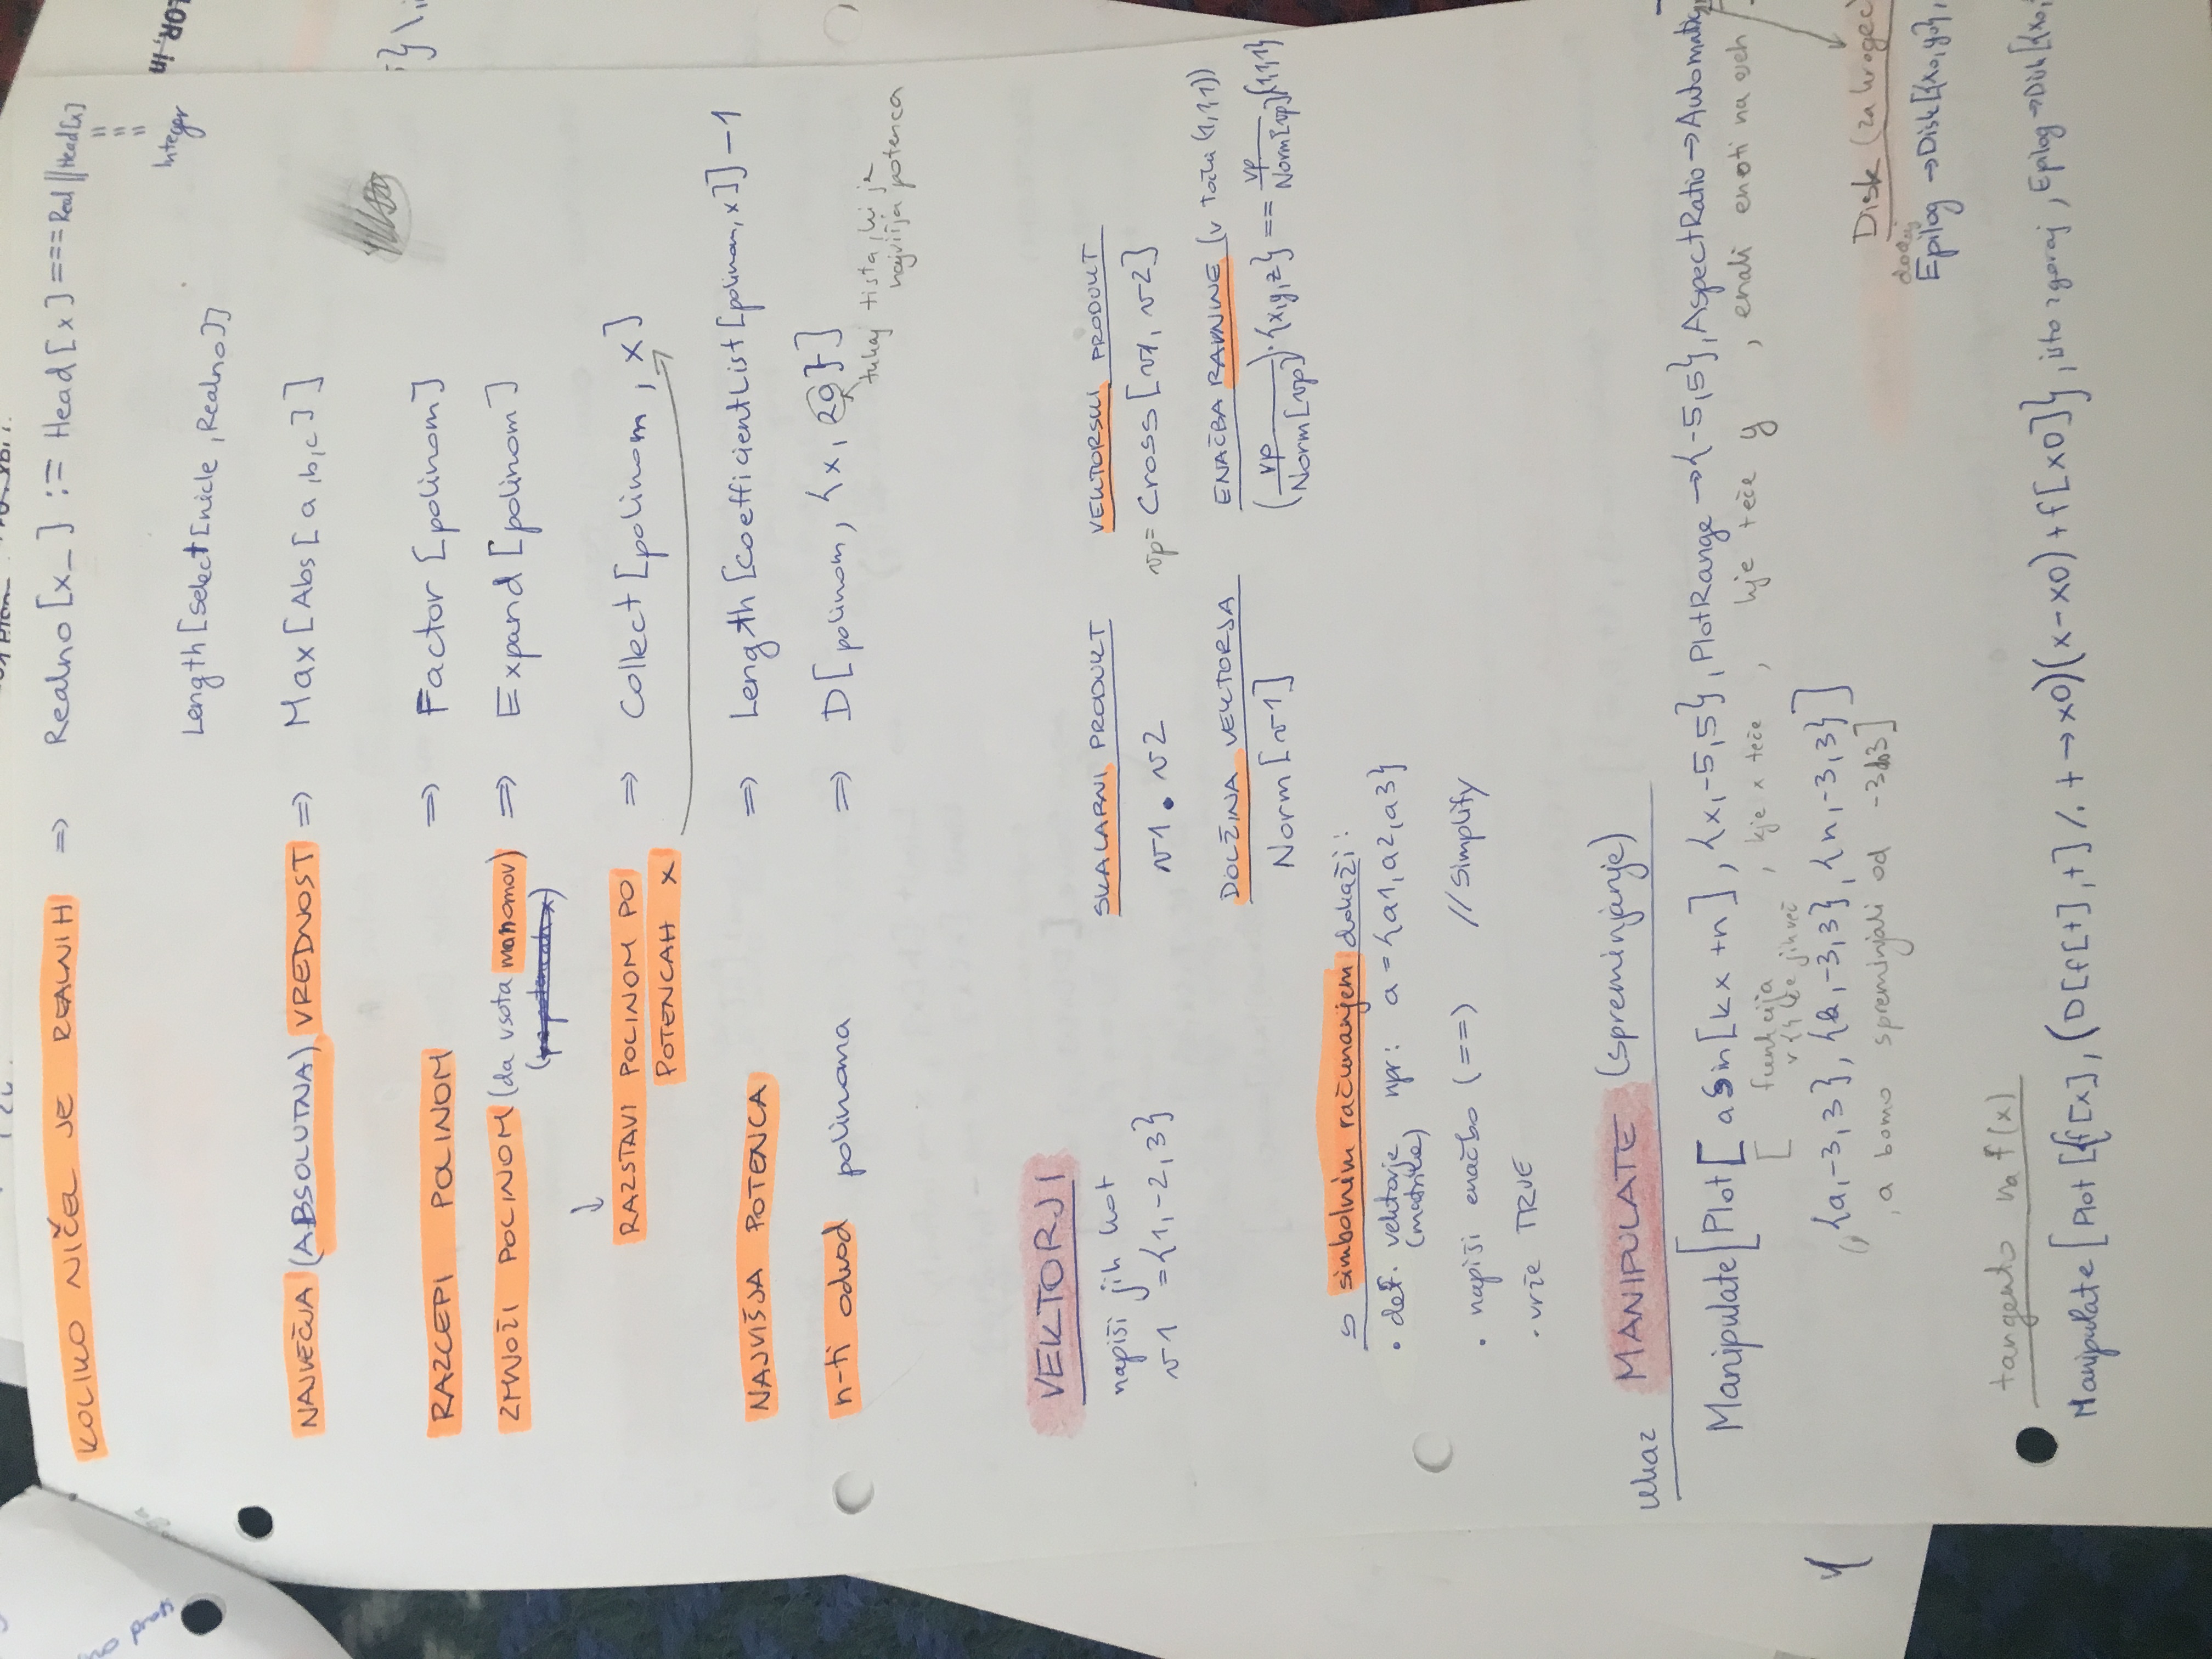 KOLIKO NIČEL JE REALNIH ⇒ Realno [x_] := Head [x] === Real || Head[x]
===
Integer
Length [Select [nicle, Realno]]
NAJVEČJA (ABSOLUTNA) VREDNOST ⇒ Max [Abs [a,b,c]]
RAZCEPI POLINOM ⇒ Factor [polinom]
ZMNOŽI POLINOM (da vsota monomov) ⇒ Expand [polinom]
(po potencah x)
↓
RAZSTAVI POLINOM PO ⇒ Collect [polinom, x]
POTENCAH X
NAJVIŠJA POTENCA ⇒ Length [CoefficientList [polinom, x]] -1
n-ti odvod polinoma ⇒ D[polinom, {x, 20}]
tukaj tista, ki je
najvišja potenca
VEKTORJI
napiši jih kot
v1 = {1,-2,3}
SKALARNI PRODUKT
v1 . v2
VEKTORSKI PRODUKT
vp= Cross [v1, v2]
DOLŽINA VEKTORJA
Norm [v1]
ENAČBA RAVNINE (v točki (1,1,1))
(vp/Norm[vp]).{x,y,z} == vp/Norm[vp].{1,1,1}
s simbolnim računanjem dokaži:
• def. vektorje npr: a = {a1,a2,a3}
(matrike)
• napiši enačbo (==) //Simplify
• vrže TRUE
ukaz MANIPULATE (spreminjanje)
Manipulate [Plot [a Sin[kx+n], {x,-5,5}, PlotRange → {-5,5}, AspectRatio → Automatic]
[ funkcija , kje x teče , kje teče y , enaki enoti na oseh
v {} če jih več
, {a,-3,3}, {k,-3,3}, {n,-3,3}]
, a bomo spreminjali od -3 do 3]
Disk (za krogec)
dodaj
Epilog → Disk [{x0,y0},
tangento na f(x)
Manipulate [Plot [{f[x], (D[f[t],t] /. t → x0)(x-x0) + f[x0]}, isto zgoraj, Epilog → Disk [{x0,